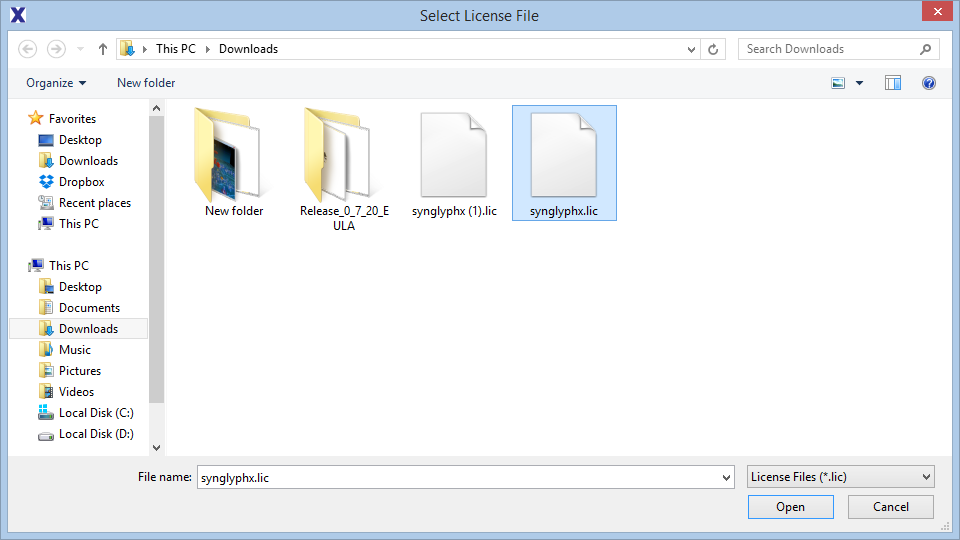 X
Select License File
This PC
Downloads
Search Downloads
Organize
New folder
Favorites
Desktop
Downloads
Dropbox
Recent places
This PC
This PC
Desktop
Documents
Downloads
Music
Pictures
Videos
Local Disk (C:)
Local Disk (D:)
New folder
Release_0_7_20_E
ULA
synglyphx (1).lic
synglyphx.lic
File name:
synglyphx.lic
License Files (*.lic)
Open
Cancel